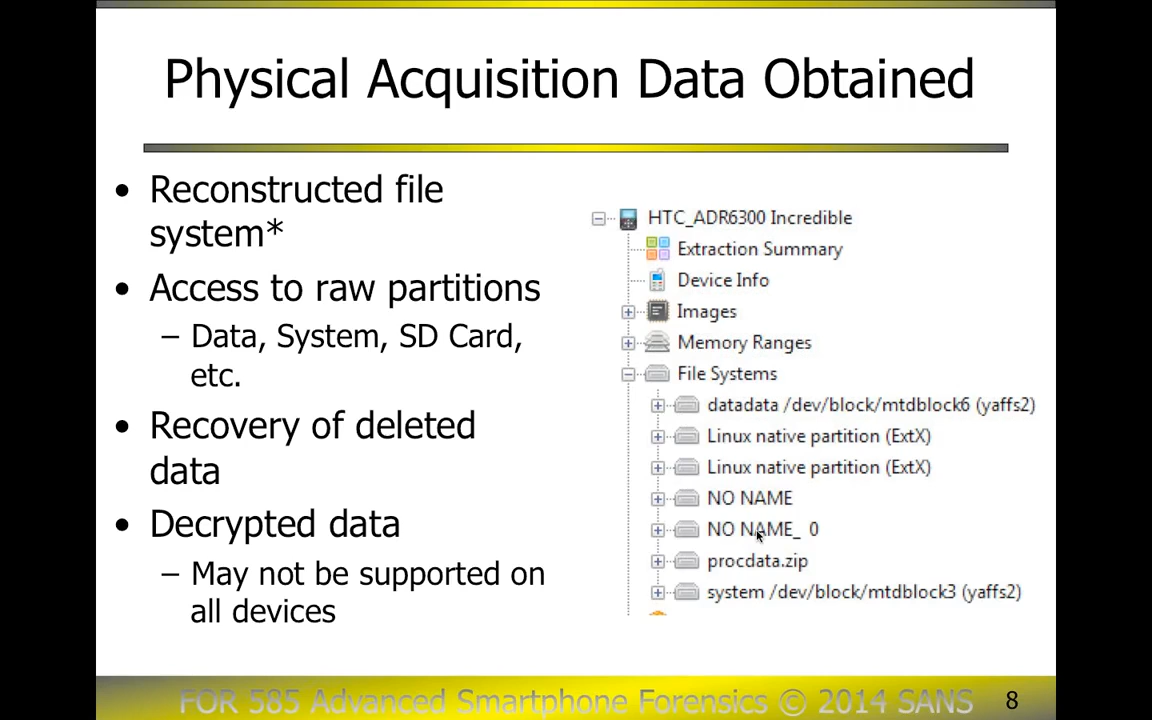 Physical Acquisition Data Obtained
• Reconstructed file
system*
• Access to raw partitions
– Data, System, SD Card,
etc.
• Recovery of deleted
data
• Decrypted data
– May not be supported on
all devices
HTC_ADR6300 Incredible
Extraction Summary
Device Info
Images
Memory Ranges
File Systems
datadata /dev/block/mtdblock6 (yaffs2)
Linux native partition (ExtX)
Linux native partition (ExtX)
NO NAME
NO NAME_ 0
procdata.zip
system /dev/block/mtdblock3 (yaffs2)
FOR 585 Advanced Smartphone Forensics © 2014 SANS
8